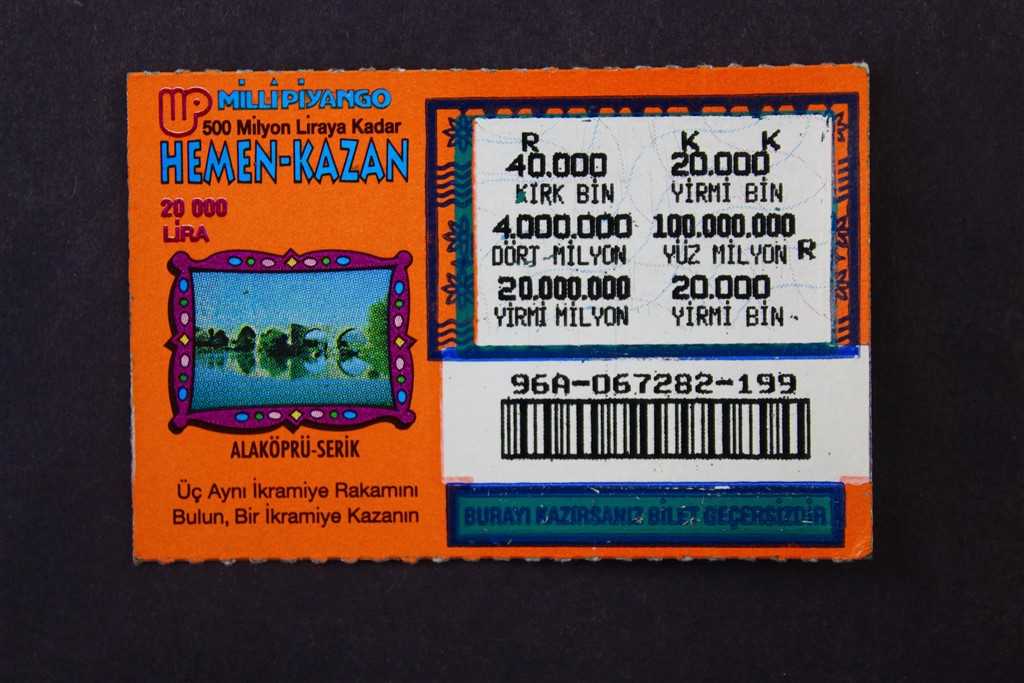 MİLLİPİYANGO
500 Milyon Liraya Kadar
HEMEN-KAZAN
20 000
LİRA
ALAKÖPRÜ-SERİK
Üç Aynı İkramiye Rakamını
Bulun, Bir İkramiye Kazanın
R K K
40.000 20.000
KIRK BİN YİRMİ BİN
4.000.000 100.000.000
DÖRT MİLYON YÜZ MİLYON R
20.000.000 20.000
YİRMİ MİLYON YİRMİ BİN
96A-067282-199
BURAYI KAZIRSANIZ BİLET GEÇERSİZDİR